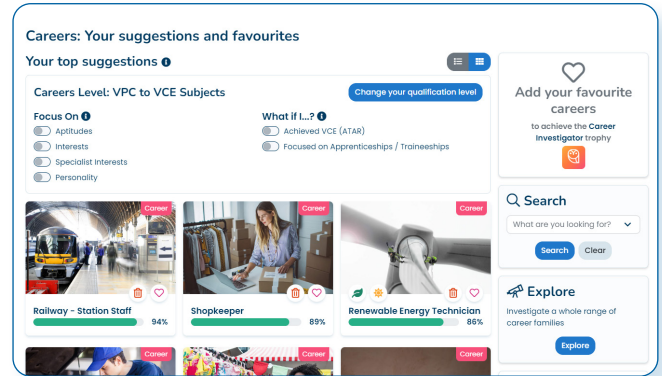 Careers: Your suggestions and favourites
Your top suggestions
Careers Level: VPC to VCE Subjects
Change your qualification level
Focus On
Aptitudes
Interests
Specialist Interests
Personality
What if I...?
Achieved VCE (ATAR)
Focused on Apprenticeships / Traineeships
Career
Railway - Station Staff
94%
Career
Shopkeeper
89%
Career
Renewable Energy Technician
86%
Career
Career
Career
Add your favourite
careers
to achieve the Career
Investigator trophy
Search
What are you looking for?
Search
Clear
Explore
Investigate a whole range of
career families
Explore